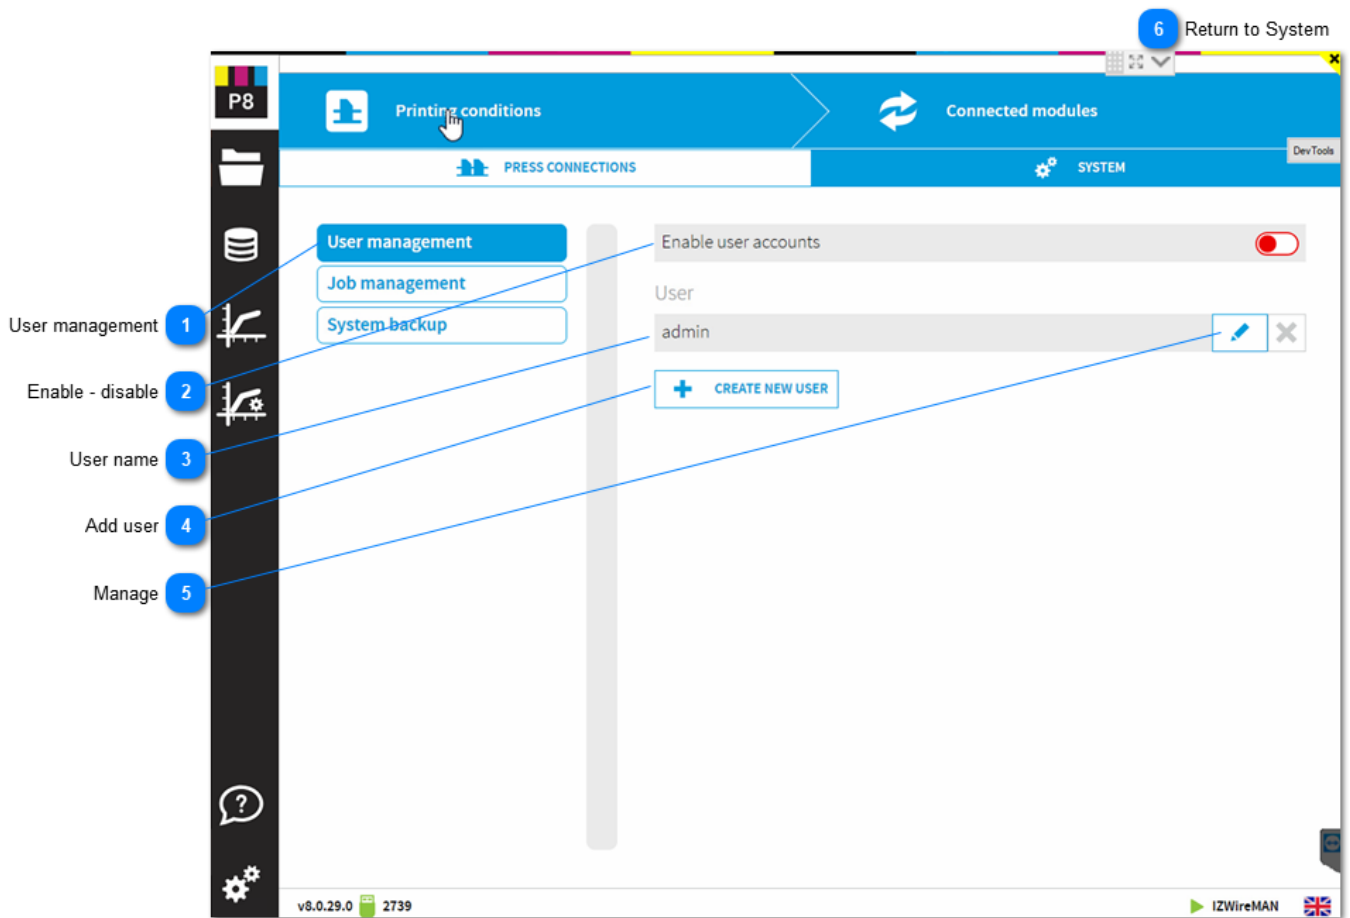 6 Return to System
P8
Printing conditions
Connected modules
DevTools
PRESS CONNECTIONS
SYSTEM
User management
Enable user accounts
Job management
User
User management 1
System backup
admin
Enable - disable 2
CREATE NEW USER
User name 3
Add user 4
Manage 5
?
v8.0.29.0 2739
IZWireMAN